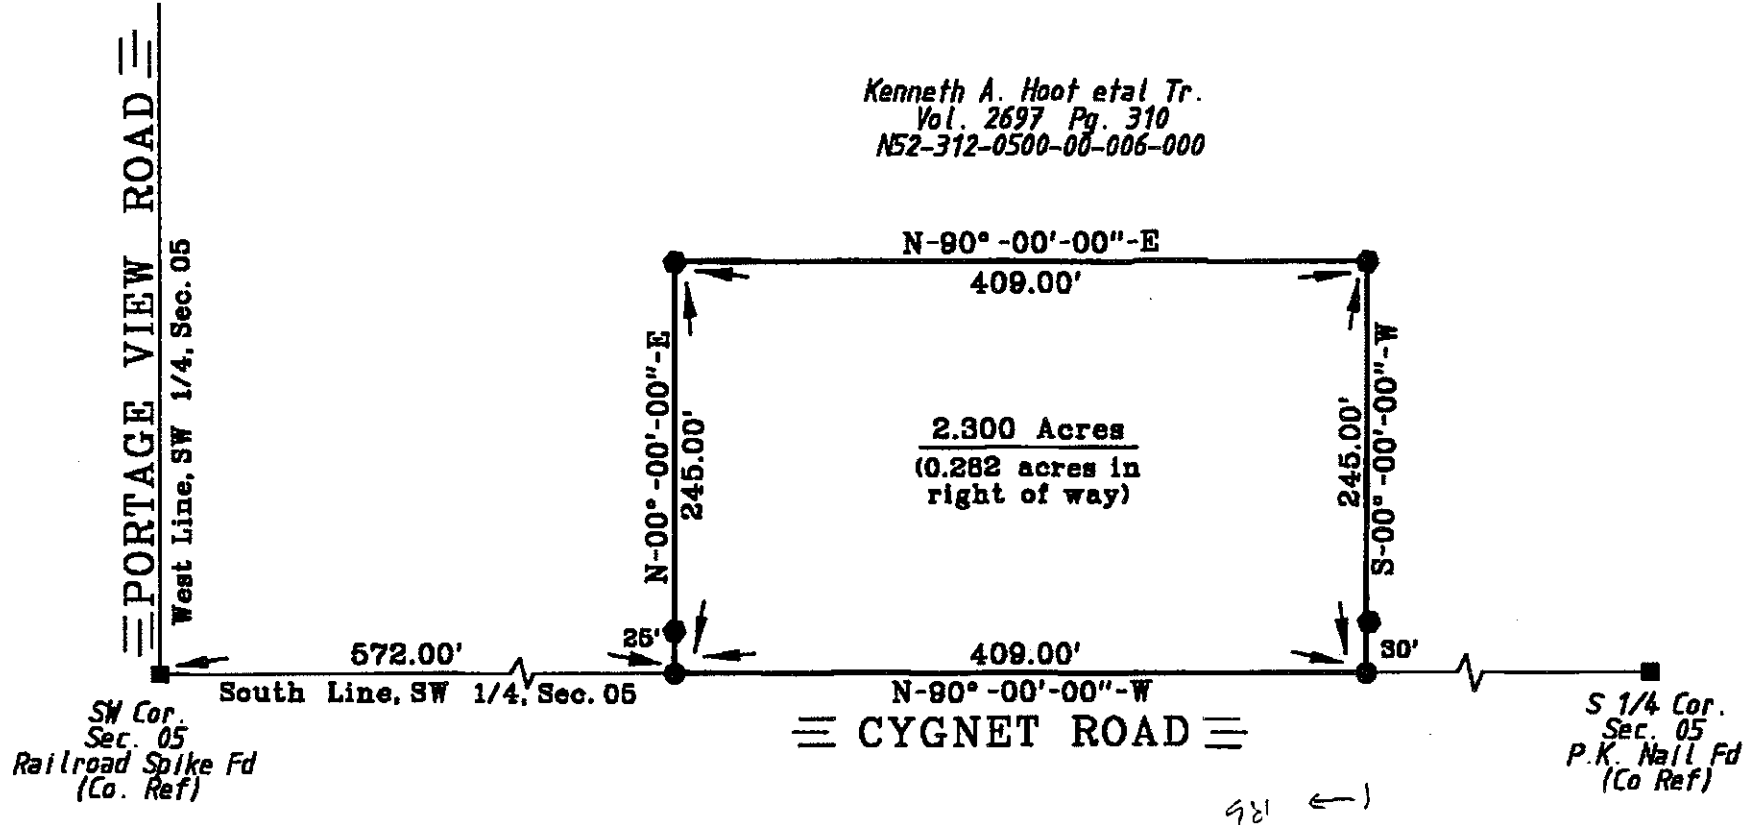 Kenneth A. Hoot etal Tr.
Vol. 2697 Pg. 310
N52-312-0500-00-006-000
PORTAGE VIEW ROAD
West Line, SW 1/4, Sec. 05
N-90°-00'-00"-E
409.00'
N-00°-00'-00"-E
245.00'
2.300 Acres
(0.282 acres in
right of way)
245.00'
S-00°-00'-00"-W
25'
30'
572.00'
409.00'
South Line, SW 1/4, Sec. 05
N-90°-00'-00"-W
CYGNET ROAD
SW Cor.
Sec. 05
Railroad Spike Fd
(Co. Ref)
S 1/4 Cor.
Sec. 05
P.K. Nail Fd
(Co Ref)